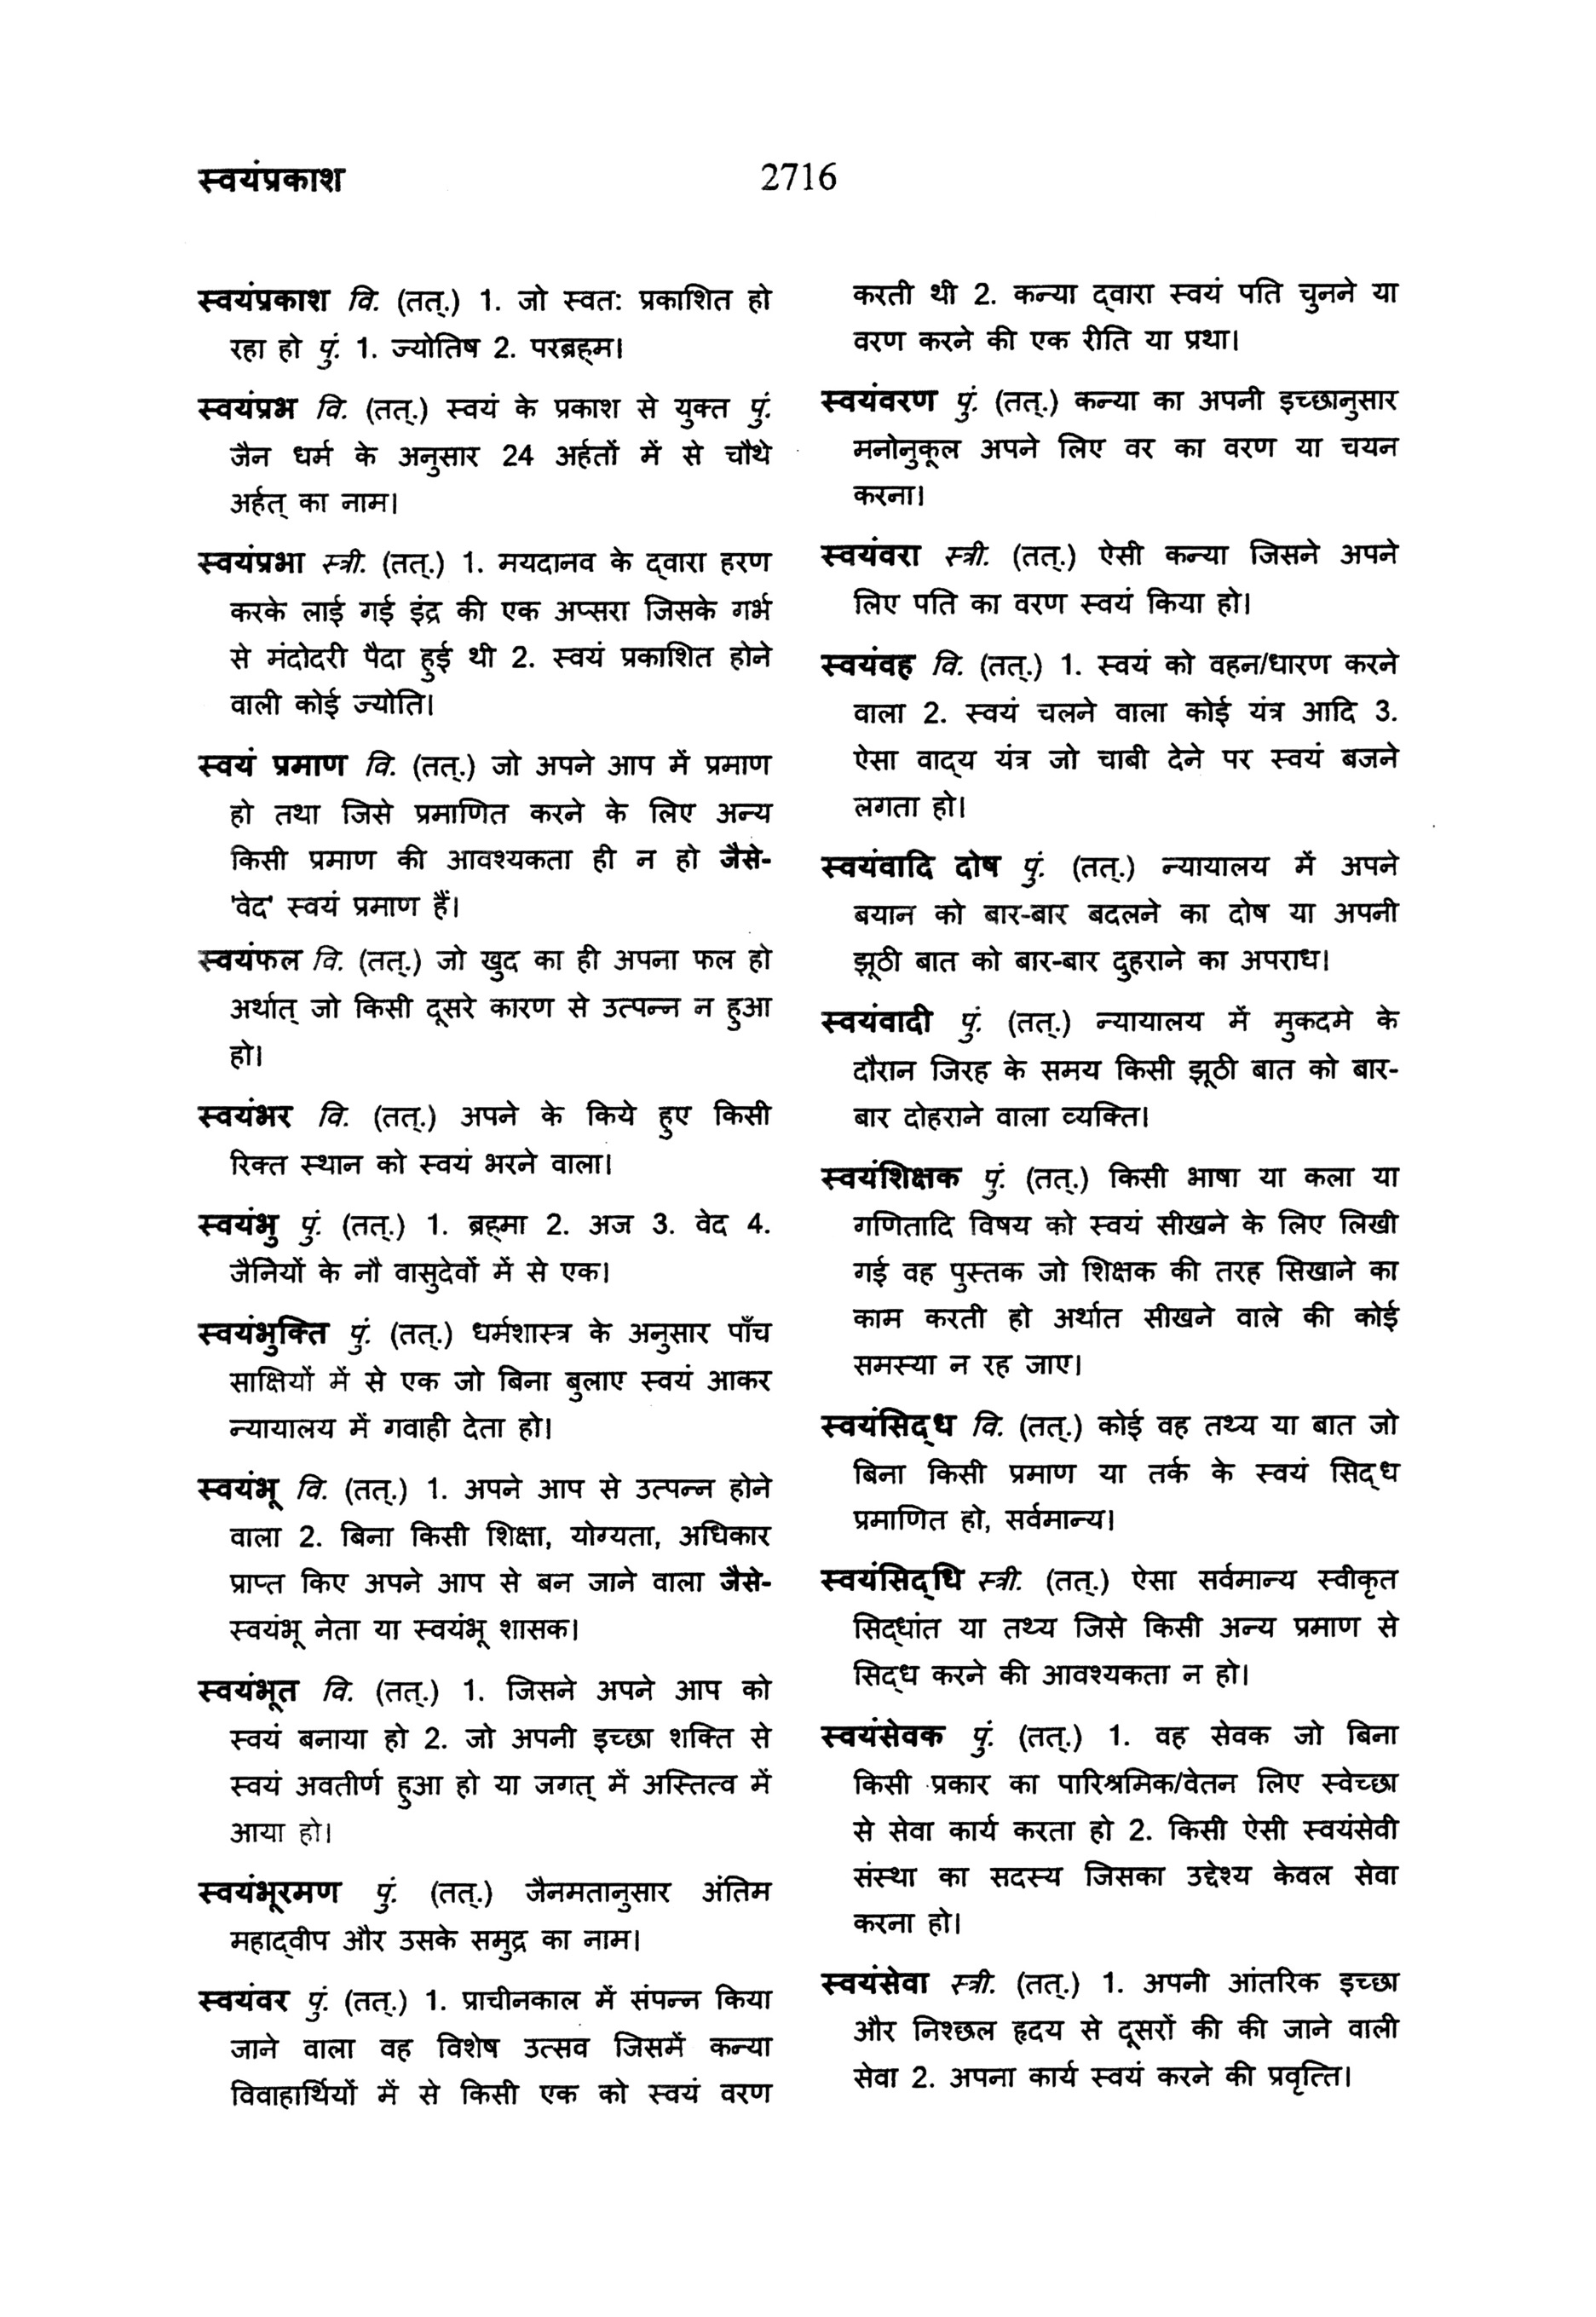 स्वयंप्रकाश
2716
स्वयंप्रकाश वि. (तत्.) 1. जो स्वत: प्रकाशित हो
रहा हो पुं. 1. ज्योतिष 2. परब्रह्म।
स्वयंप्रभ वि. (तत्.) स्वयं के प्रकाश से युक्त पुं.
जैन धर्म के अनुसार 24 अर्हतों में से चौथे
अर्हत् का नाम।
स्वयंप्रभा स्त्री. (तत्.) 1. मयदानव के द्‌वारा हरण
करके लाई गई इंद्र की एक अप्सरा जिसके गर्भ
से मंदोदरी पैदा हुई थी 2. स्वयं प्रकाशित होने
वाली कोई ज्योति।
स्वयं प्रमाण वि. (तत्.) जो अपने आप में प्रमाण
हो तथा जिसे प्रमाणित करने के लिए अन्य
किसी प्रमाण की आवश्यकता ही न हो जैसे-
'वेद' स्वयं प्रमाण हैं।
स्वयंफल वि. (तत्.) जो खुद का ही अपना फल हो
अर्थात् जो किसी दूसरे कारण से उत्पन्न न हुआ
हो।
स्वयंभर वि. (तत्.) अपने के किये हुए किसी
रिक्त स्थान को स्वयं भरने वाला।
स्वयंभु पुं. (तत्.) 1. ब्रह्मा 2. अज 3. वेद 4.
जैनियों के नौ वासुदेवों में से एक।
स्वयंभुक्ति पुं. (तत्.) धर्मशास्त्र के अनुसार पाँच
साक्षियों में से एक जो बिना बुलाए स्वयं आकर
न्यायालय में गवाही देता हो।
स्वयंभू वि. (तत्.) 1. अपने आप से उत्पन्न होने
वाला 2. बिना किसी शिक्षा, योग्यता, अधिकार
प्राप्त किए अपने आप से बन जाने वाला जैसे-
स्वयंभू नेता या स्वयंभू शासक।
स्वयंभूत वि. (तत्.) 1. जिसने अपने आप को
स्वयं बनाया हो 2. जो अपनी इच्छा शक्ति से
स्वयं अवतीर्ण हुआ हो या जगत् में अस्तित्व में
आया हो।
स्वयंभूरमण पुं. (तत्.) जैनमतानुसार अंतिम
महाद्‌वीप और उसके समुद्र का नाम।
स्वयंवर पुं. (तत्.) 1. प्राचीनकाल में संपन्न किया
जाने वाला वह विशेष उत्सव जिसमें कन्या
विवाहार्थियों में से किसी एक को स्वयं वरण
करती थी 2. कन्या द्‌वारा स्वयं पति चुनने या
वरण करने की एक रीति या प्रथा।
स्वयंवरण पुं. (तत्.) कन्या का अपनी इच्छानुसार
मनोनुकूल अपने लिए वर का वरण या चयन
करना।
स्वयंवरा स्त्री. (तत्.) ऐसी कन्या जिसने अपने
लिए पति का वरण स्वयं किया हो।
स्वयंवह वि. (तत्.) 1. स्वयं को वहन/धारण करने
वाला 2. स्वयं चलने वाला कोई यंत्र आदि 3.
ऐसा वाद्‌य यंत्र जो चाबी देने पर स्वयं बजने
लगता हो।
स्वयंवादि दोष पुं. (तत्.) न्यायालय में अपने
बयान को बार-बार बदलने का दोष या अपनी
झूठी बात को बार-बार दुहराने का अपराध।
स्वयंवादी पुं. (तत्.) न्यायालय में मुकदमे के
दौरान जिरह के समय किसी झूठी बात को बार-
बार दोहराने वाला व्यक्ति।
स्वयंशिक्षक पुं. (तत्.) किसी भाषा या कला या
गणितादि विषय को स्वयं सीखने के लिए लिखी
गई वह पुस्तक जो शिक्षक की तरह सिखाने का
काम करती हो अर्थात सीखने वाले की कोई
समस्या न रह जाए।
स्वयंसिद्‌ध वि. (तत्.) कोई वह तथ्य या बात जो
बिना किसी प्रमाण या तर्क के स्वयं सिद्‌ध
प्रमाणित हो, सर्वमान्य।
स्वयंसिद्‌धि स्त्री. (तत्.) ऐसा सर्वमान्य स्वीकृत
सिद्‌धांत या तथ्य जिसे किसी अन्य प्रमाण से
सिद्‌ध करने की आवश्यकता न हो।
स्वयंसेवक पुं. (तत्.) 1. वह सेवक जो बिना
किसी प्रकार का पारिश्रमिक/वेतन लिए स्वेच्छा
से सेवा कार्य करता हो 2. किसी ऐसी स्वयंसेवी
संस्था का सदस्य जिसका उद्देश्य केवल सेवा
करना हो।
स्वयंसेवा स्त्री. (तत्.) 1. अपनी आंतरिक इच्छा
और निश्छल हृदय से दूसरों की की जाने वाली
सेवा 2. अपना कार्य स्वयं करने की प्रवृत्ति।